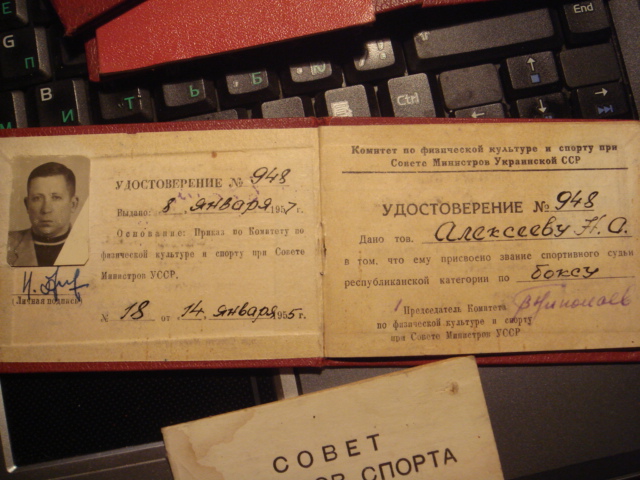 УДОСТОВЕРЕНИЕ № 948
Выдано: 8 января 1957 г.
Основание: Приказ по Комитету по
физической культуре и спорту при Совете
Министров УССР.
№ 18 от 14 января 1955 г.
(Личная подпись)
Комитет по физической культуре и спорту при
Совете Министров Украинской ССР
УДОСТОВЕРЕНИЕ № 948
Дано тов. Алексееву Н. А.
в том, что ему присвоено звание спортивного судьи
республиканской категории по боксу
Председатель Комитета
по физической культуре и спорту
при Совете Министров УССР
СОВЕТ
СПОРТА
Ctrl
End